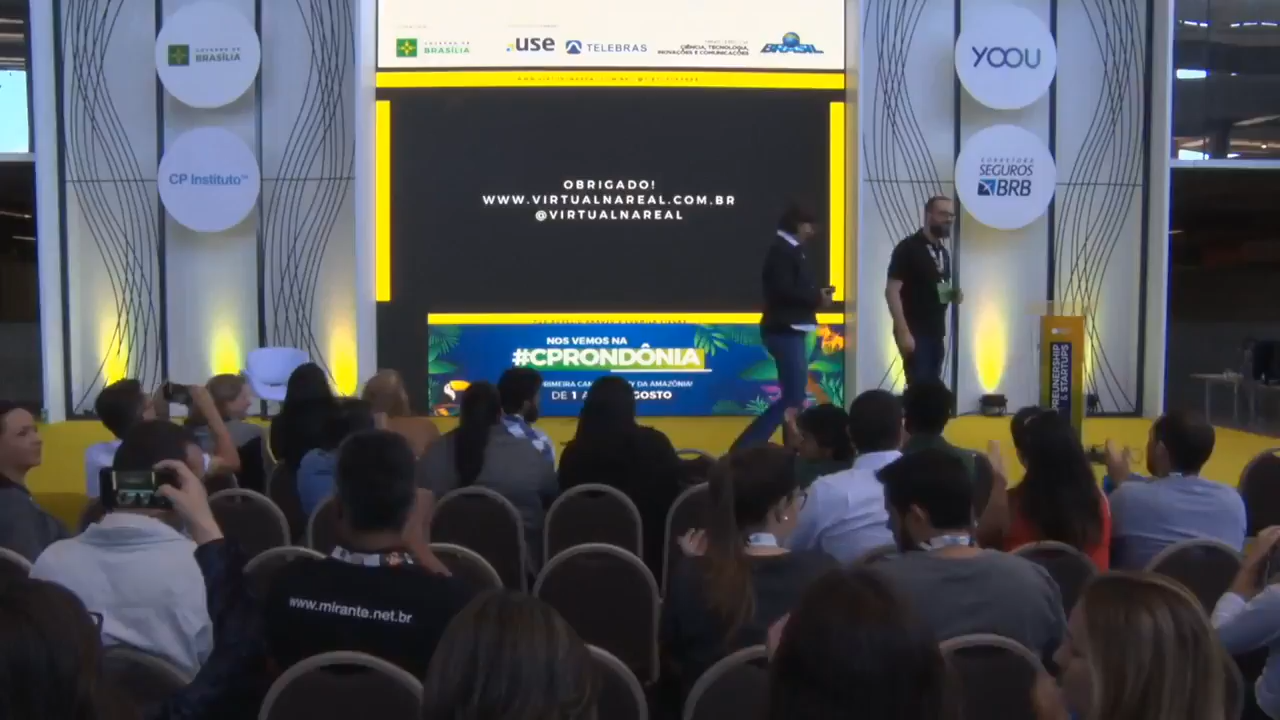 GOVERNO DE
BRASÍLIA
CP Instituto
GOVERNO DE
BRASÍLIA
use
TELEBRAS
CIÊNCIA, TECNOLOGIA,
INOVAÇÕES E COMUNICAÇÕES
BRASIL
OBRIGADO!
WWW.VIRTUALNAREAL.COM.BR
@VIRTUALNAREAL
NOS VEMOS NA
#CPRONDÔNIA
PRIMEIRA DA AMAZÔNIA!
DE 1
YOOU
CORRETORA
SEGUROS
BRB
& STARTUPS
www.mirante.net.br